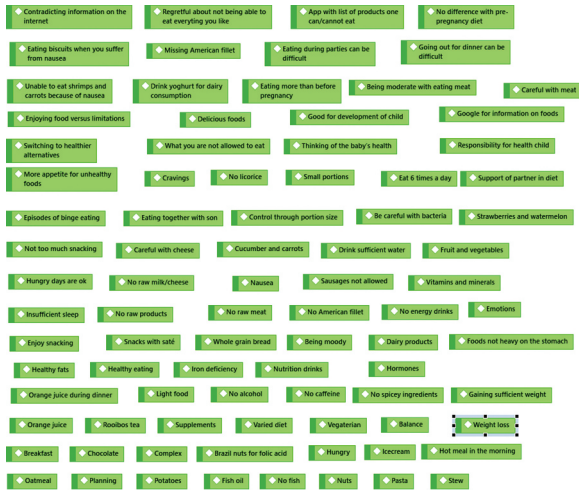 Contradicting information on the internet
Regretful about not being able to eat everyting you like
App with list of products one can/cannot eat
No difference with pre-pregnancy diet
Eating biscuits when you suffer from nausea
Missing American fillet
Eating during parties can be difficult
Going out for dinner can be difficult
Unable to eat shrimps and carrots because of nausea
Drink yoghurt for dairy consumption
Eating more than before pregnancy
Being moderate with eating meat
Careful with meat
Enjoying food versus limitations
Delicious foods
Good for development of child
Google for information on foods
Switching to healthier alternatives
What you are not allowed to eat
Thinking of the baby's health
Responsibility for health child
More appetite for unhealthy foods
Cravings
No licorice
Small portions
Eat 6 times a day
Support of partner in diet
Episodes of binge eating
Eating together with son
Control through portion size
Be careful with bacteria
Strawberries and watermelon
Not too much snacking
Careful with cheese
Cucumber and carrots
Drink sufficient water
Fruit and vegetables
Hungry days are ok
No raw milk/cheese
Nausea
Sausages not allowed
Vitamins and minerals
Insufficient sleep
No raw products
No raw meat
No American fillet
No energy drinks
Emotions
Enjoy snacking
Snacks with saté
Whole grain bread
Being moody
Dairy products
Foods not heavy on the stomach
Healthy fats
Healthy eating
Iron deficiency
Nutrition drinks
Hormones
Orange juice during dinner
Light food
No alcohol
No caffeine
No spicey ingredients
Gaining sufficient weight
Orange juice
Rooibos tea
Supplements
Varied diet
Vegaterian
Balance
Weight loss
Breakfast
Chocolate
Complex
Brazil nuts for folic acid
Hungry
Icecream
Hot meal in the morning
Oatmeal
Planning
Potatoes
Fish oil
No fish
Nuts
Pasta
Stew